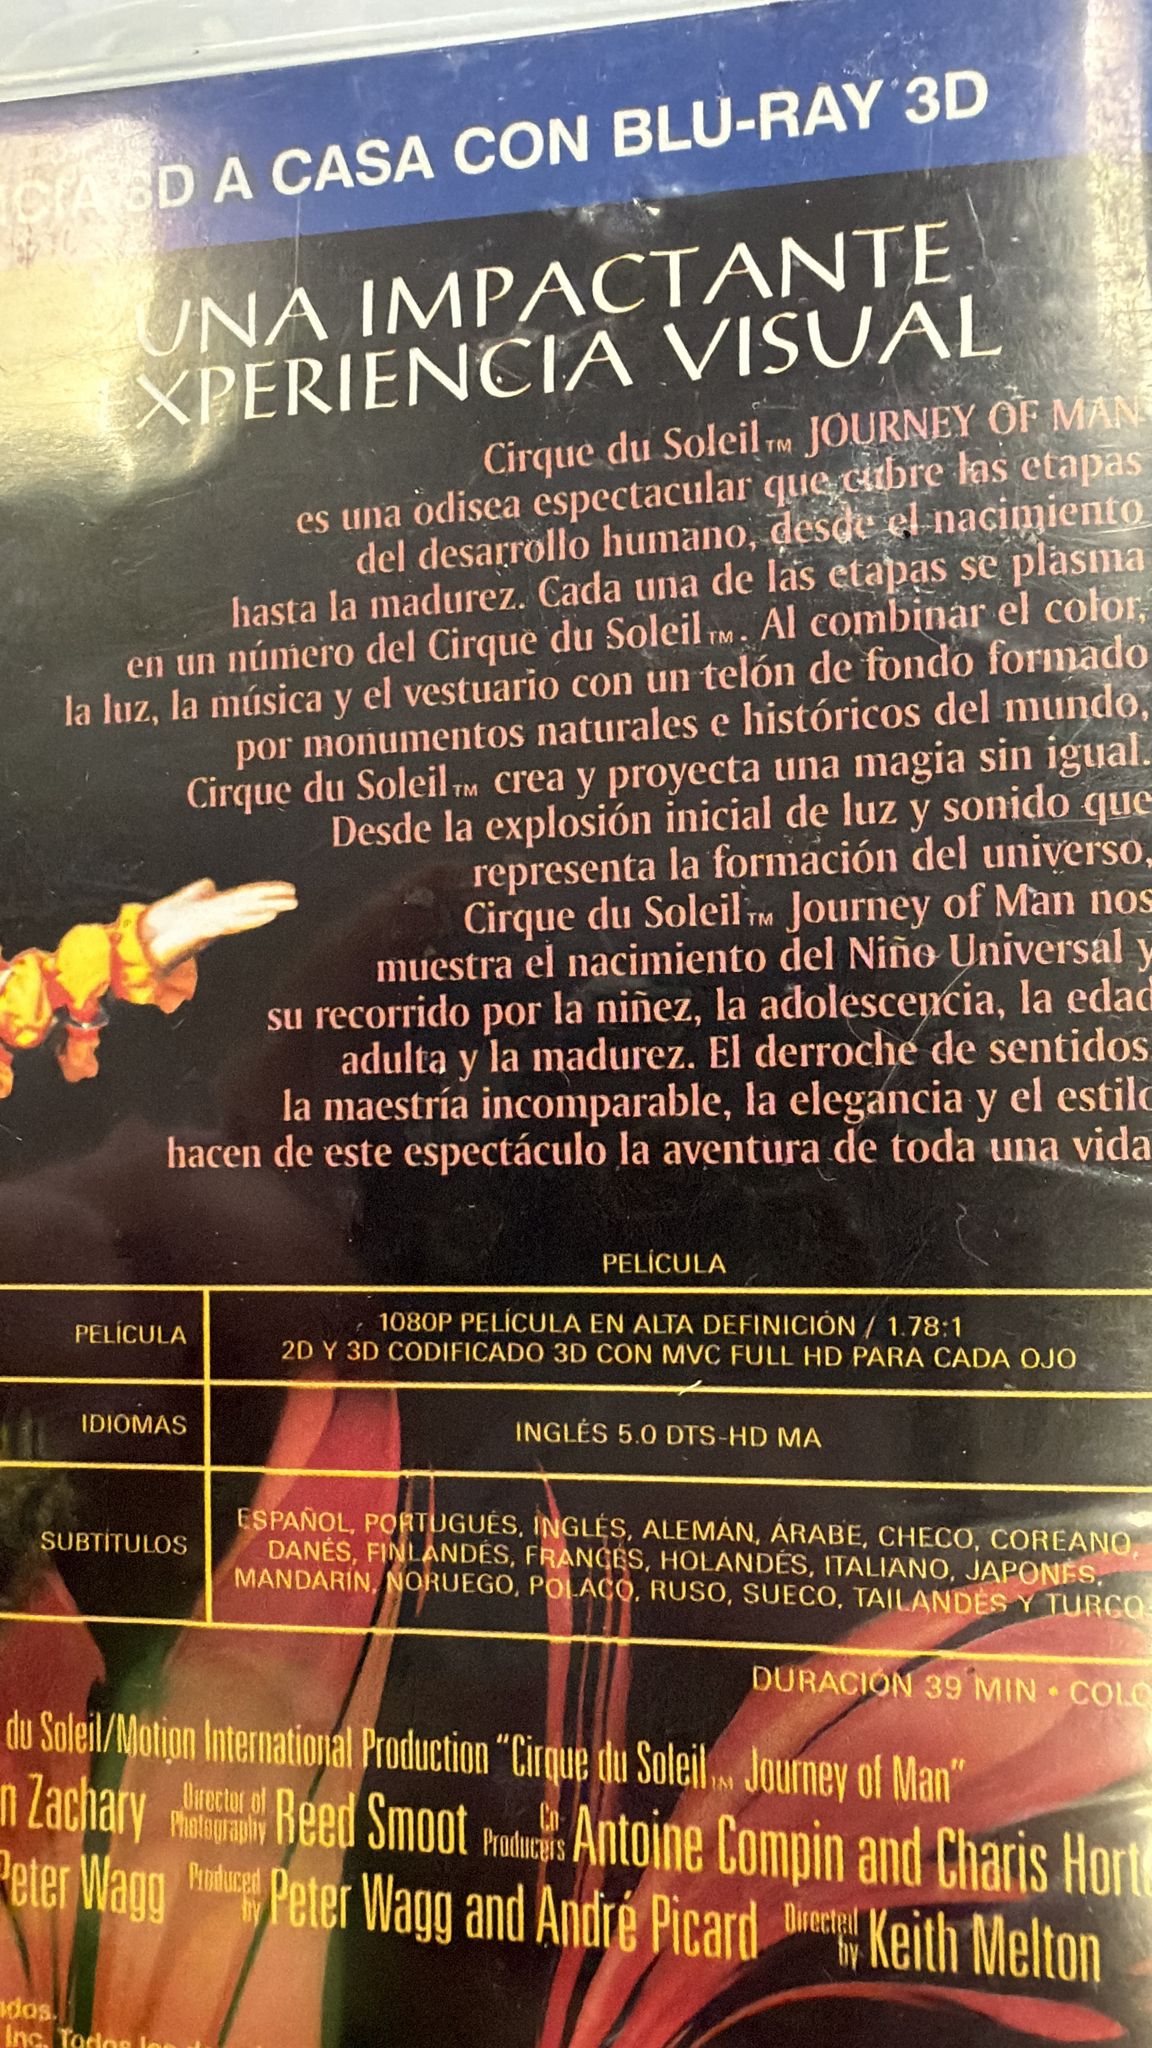 A CASA CON BLU-RAY 3D
UNA IMPACTANTE
EXPERIENCIA VISUAL
Cirque du Soleil™ JOURNEY OF MAN
es una odisea espectacular que cubre las etapas
del desarrollo humano, desde el nacimiento
hasta la madurez. Cada una de las etapas se plasma
en un número del Cirque du Soleil™. Al combinar el color,
la luz, la música y el vestuario con un telón de fondo formado
por monumentos naturales e históricos del mundo,
Cirque du Soleil™ crea y proyecta una magia sin igual.
Desde la explosión inicial de luz y sonido que
representa la formación del universo,
Cirque du Soleil™ Journey of Man nos
muestra el nacimiento del Niño Universal y
su recorrido por la niñez, la adolescencia, la edad
adulta y la madurez. El derroche de sentidos
la maestría incomparable, la elegancia y el estilo
hacen de este espectáculo la aventura de toda una vida
PELÍCULA
PELÍCULA
1080P PELÍCULA EN ALTA DEFINICIÓN / 1.78:1
2D Y 3D CODIFICADO 3D CON MVC FULL HD PARA CADA OJO
IDIOMAS
INGLÉS 5.0 DTS-HD MA
SUBTÍTULOS
ESPAÑOL, PORTUGUÉS, INGLÉS, ALEMÁN, ÁRABE, CHECO, COREANO,
DANÉS, FINLANDÉS, FRANCÉS, HOLANDÉS, ITALIANO, JAPONÉS,
MANDARÍN, NORUEGO, POLACO, RUSO, SUECO, TAILANDÉS Y TURCO
DURACIÓN 39 MIN •
du Soleil/Motion International Production "Cirque du Soleil™ Journey of Man"
Zachary Director of Photography Reed Smoot Co Producers Antoine Compin and Charis
Peter Wagg Produced by Peter Wagg and André Picard Directed by Keith Melton
Inc. Todos